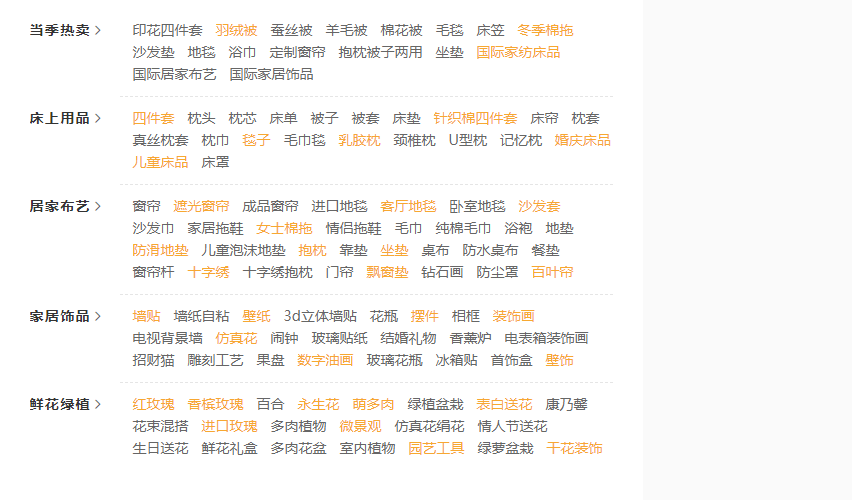 当季热卖 > 印花四件套 羽绒被 蚕丝被 羊毛被 棉花被 毛毯 床笠 冬季棉拖
沙发垫 地毯 浴巾 定制窗帘 抱枕被子两用 坐垫 国际家纺床品
国际居家布艺 国际家居饰品
床上用品 > 四件套 枕头 枕芯 床单 被子 被套 床垫 针织棉四件套 床帘 枕套
真丝枕套 枕巾 毯子 毛巾毯 乳胶枕 颈椎枕 U型枕 记忆枕 婚庆床品
儿童床品 床罩
居家布艺 > 窗帘 遮光窗帘 成品窗帘 进口地毯 客厅地毯 卧室地毯 沙发套
沙发巾 家居拖鞋 女士棉拖 情侣拖鞋 毛巾 纯棉毛巾 浴袍 地垫
防滑地垫 儿童泡沫地垫 抱枕 靠垫 坐垫 桌布 防水桌布 餐垫
窗帘杆 十字绣 十字绣抱枕 门帘 飘窗垫 钻石画 防尘罩 百叶帘
家居饰品 > 墙贴 墙纸自粘 壁纸 3d立体墙贴 花瓶 摆件 相框 装饰画
电视背景墙 仿真花 闹钟 玻璃贴纸 结婚礼物 香薰炉 电表箱装饰画
招财猫 雕刻工艺 果盘 数字油画 玻璃花瓶 冰箱贴 首饰盒 壁饰
鲜花绿植 > 红玫瑰 香槟玫瑰 百合 永生花 萌多肉 绿植盆栽 表白送花 康乃馨
花束混搭 进口玫瑰 多肉植物 微景观 仿真花绢花 情人节送花
生日送花 鲜花礼盒 多肉花盆 室内植物 园艺工具 绿萝盆栽 干花装饰